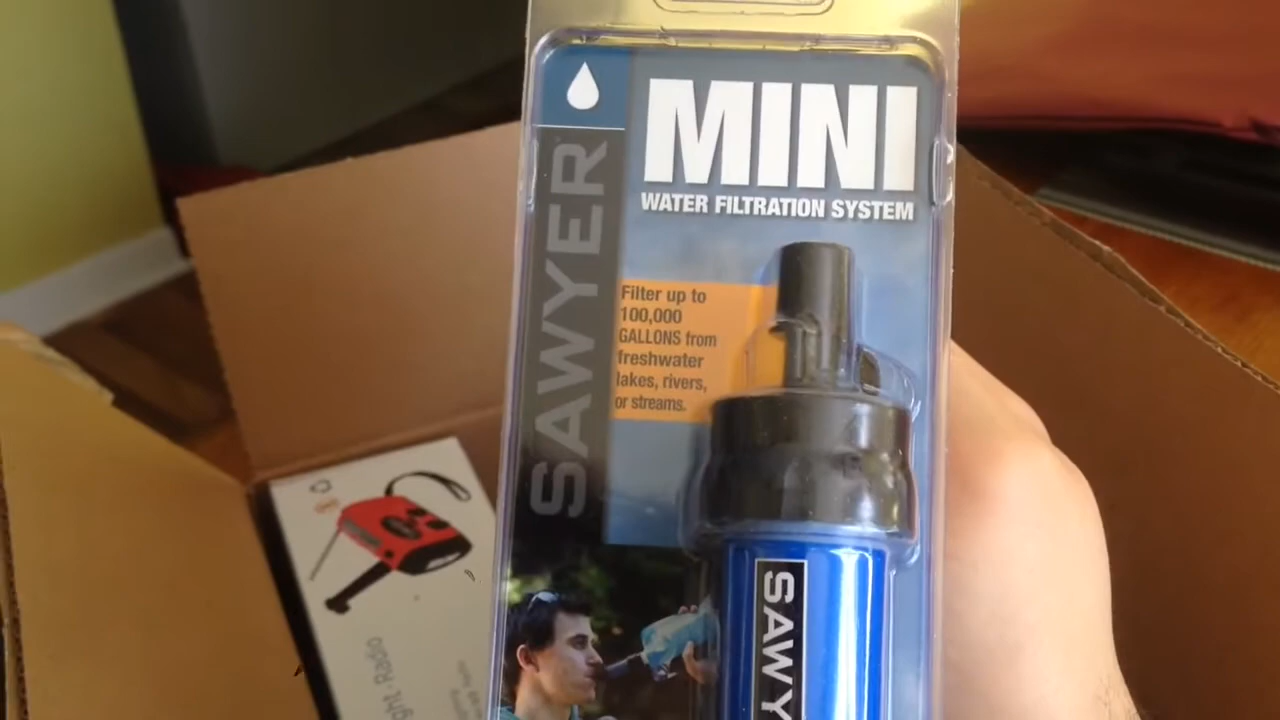 MINI
WATER FILTRATION SYSTEM
SAWYER
Filter up to
100,000
GALLONS from
freshwater
lakes, rivers,
or streams.
SAWY
ght·Radio